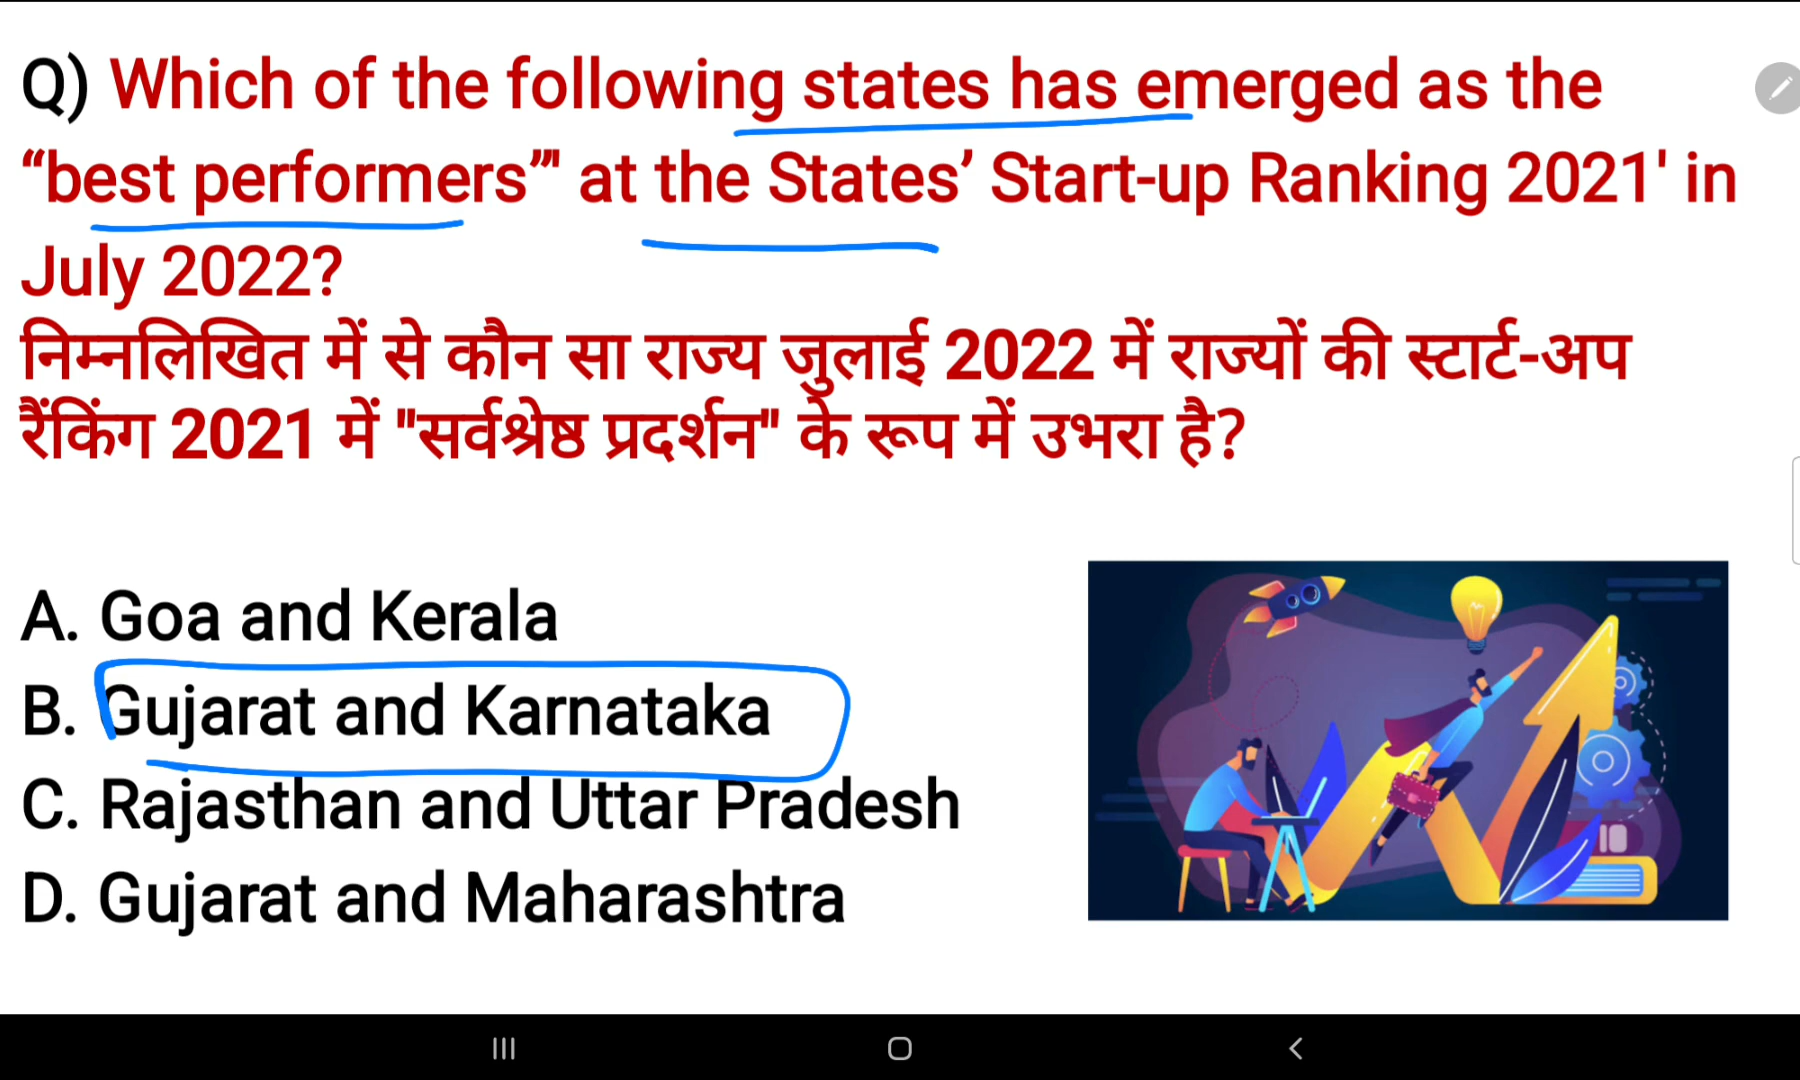 Q) Which of the following states has emerged as the
“best performers”' at the States’ Start-up Ranking 2021' in
July 2022?
निम्नलिखित में से कौन सा राज्य जुलाई 2022 में राज्यों की स्टार्ट-अप
रैंकिंग 2021 में "सर्वश्रेष्ठ प्रदर्शन" के रूप में उभरा है?
A. Goa and Kerala
B. Gujarat and Karnataka
C. Rajasthan and Uttar Pradesh
D. Gujarat and Maharashtra